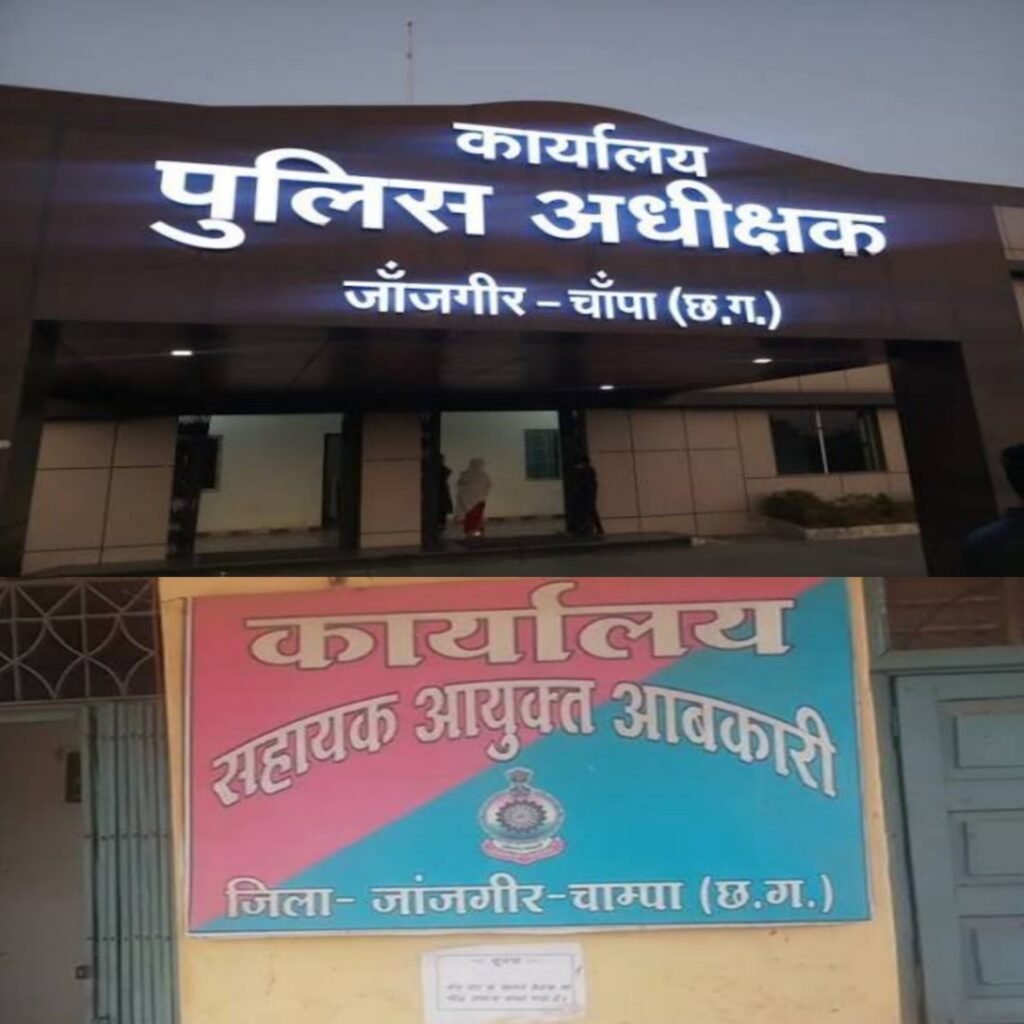 कार्यालय
पुलिस अधीक्षक
जाँजगीर - चाँपा (छ.ग.)
कार्यालय
सहायक आयुक्त आबकारी
जिला- जांजगीर-चाम्पा (छ.ग.)